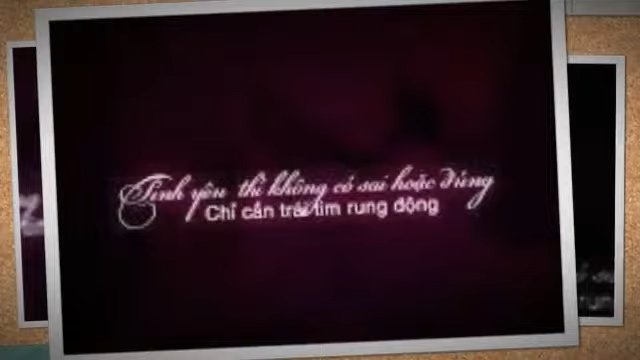 Tình yêu thì không có sai hoặc đúng
Chỉ cần trái tim rung động